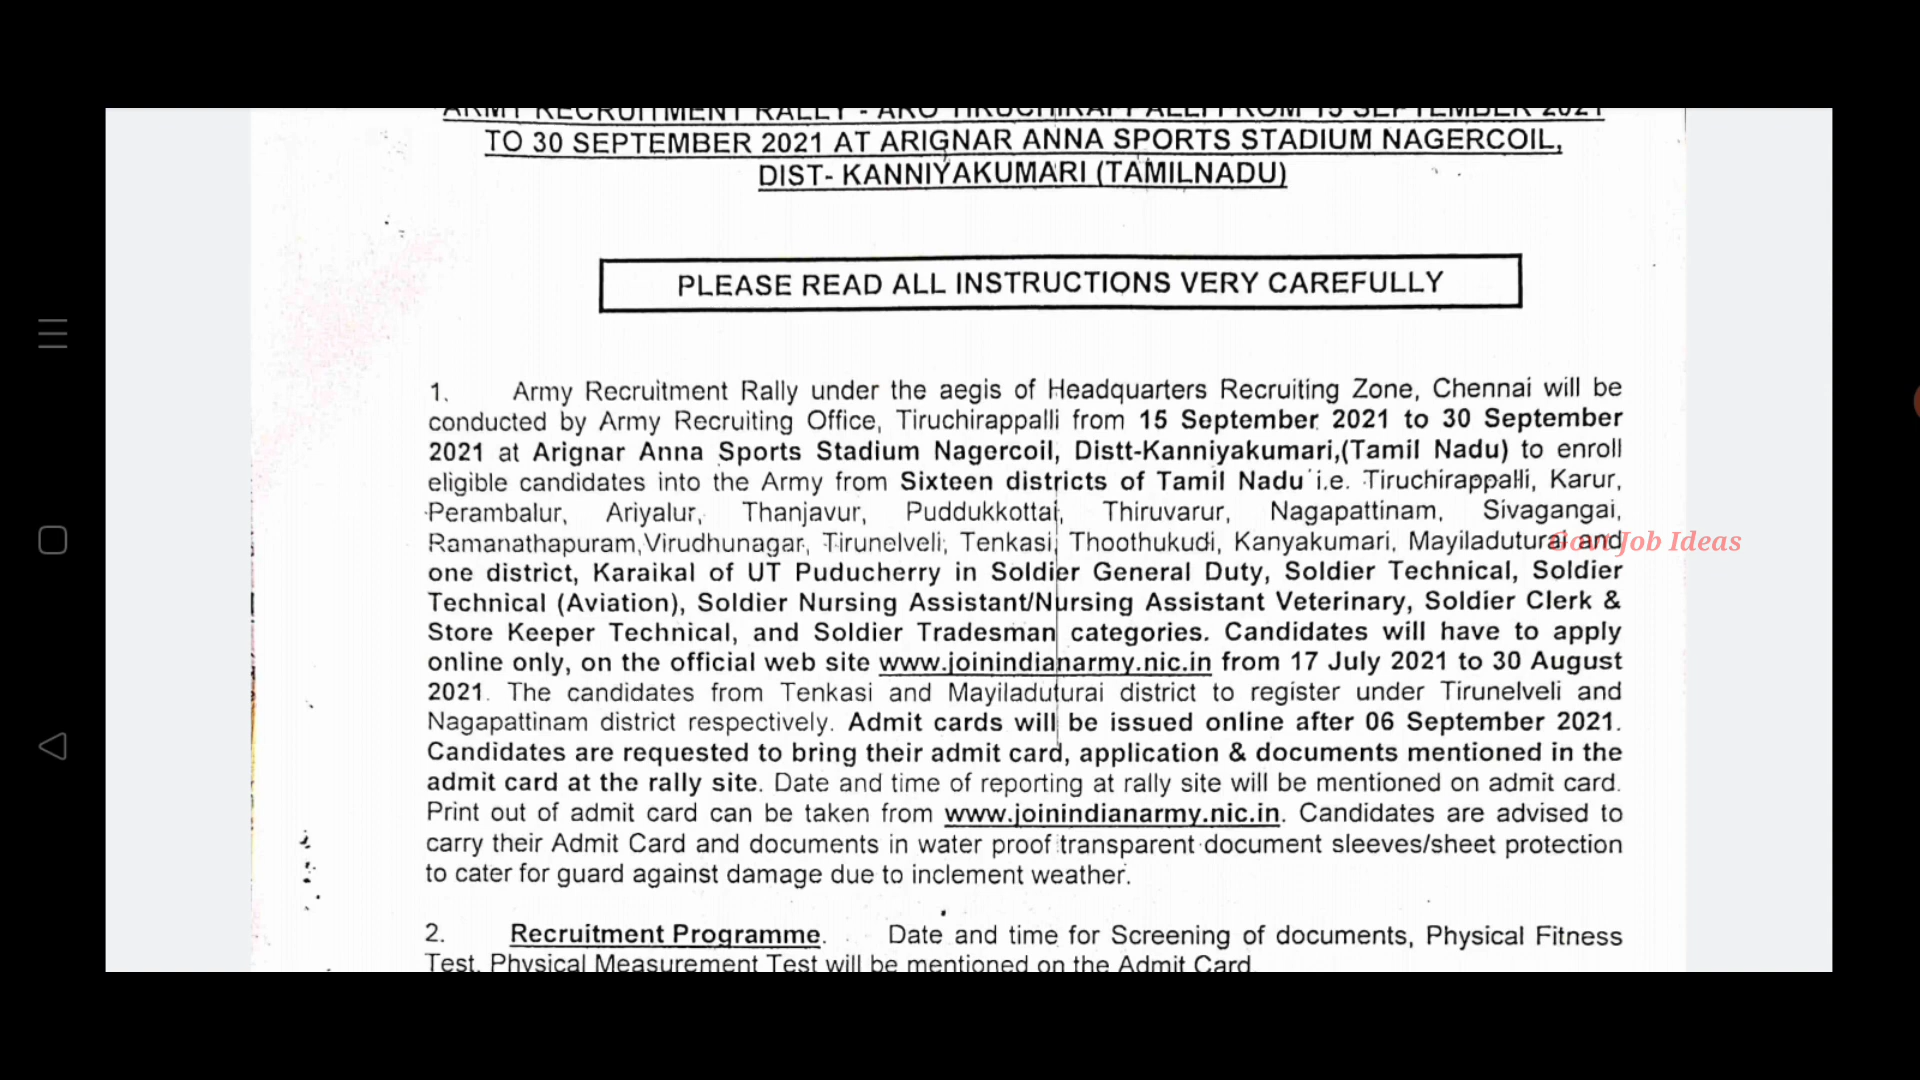 ARMY RECRUITMENT RALLY - ARO TIRUCHIRAPPALLI FROM 15 SEPTEMBER 2021
TO 30 SEPTEMBER 2021 AT ARIGNAR ANNA SPORTS STADIUM NAGERCOIL,
DIST- KANNIYAKUMARI (TAMILNADU)
PLEASE READ ALL INSTRUCTIONS VERY CAREFULLY
1. Army Recruitment Rally under the aegis of Headquarters Recruiting Zone, Chennai will be
conducted by Army Recruiting Office, Tiruchirappalli from 15 September 2021 to 30 September
2021 at Arignar Anna Sports Stadium Nagercoil, Distt-Kanniyakumari,(Tamil Nadu) to enroll
eligible candidates into the Army from Sixteen districts of Tamil Nadu i.e. Tiruchirappalli, Karur,
Perambalur, Ariyalur, Thanjavur, Puddukkottai, Thiruvarur, Nagapattinam, Sivagangai,
Ramanathapuram,Virudhunagar, Tirunelveli, Tenkasi, Thoothukudi, Kanyakumari, Mayiladuturai and
Govt Job Ideas
one district, Karaikal of UT Puducherry in Soldier General Duty, Soldier Technical, Soldier
Technical (Aviation), Soldier Nursing Assistant/Nursing Assistant Veterinary, Soldier Clerk &
Store Keeper Technical, and Soldier Tradesman categories. Candidates will have to apply
online only, on the official web site www.joinindianarmy.nic.in from 17 July 2021 to 30 August
2021. The candidates from Tenkasi and Mayiladuturai district to register under Tirunelveli and
Nagapattinam district respectively. Admit cards will be issued online after 06 September 2021.
Candidates are requested to bring their admit card, application & documents mentioned in the
admit card at the rally site. Date and time of reporting at rally site will be mentioned on admit card.
Print out of admit card can be taken from www.joinindianarmy.nic.in. Candidates are advised to
carry their Admit Card and documents in water proof transparent document sleeves/sheet protection
to cater for guard against damage due to inclement weather.
2. Recruitment Programme. Date and time for Screening of documents, Physical Fitness
Test, Physical Measurement Test will be mentioned on the Admit Card